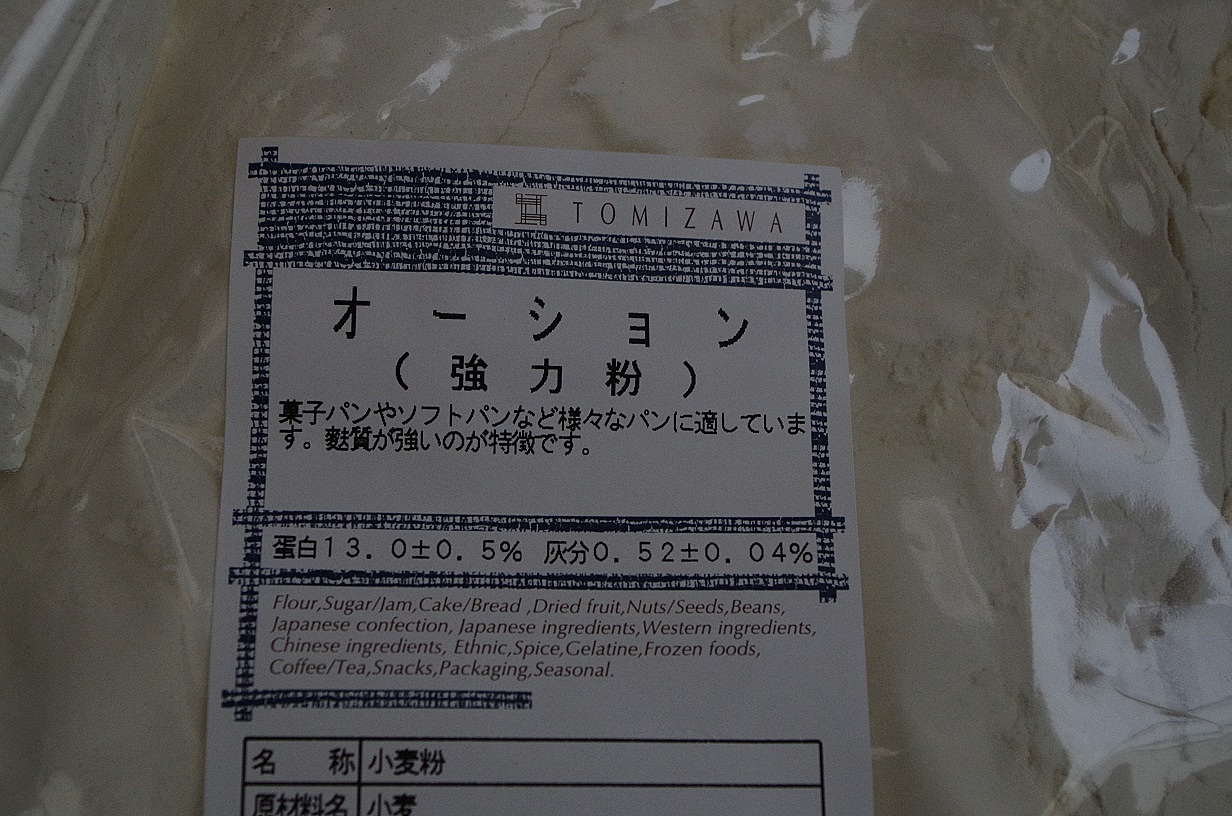 TOMIZAWA
オーション
(強力粉)
菓子パンやソフトパンなど様々なパンに適していま
す。麩質が強いのが特徴です。
蛋白13.0±0.5% 灰分0.52±0.04%
Flour,Sugar/Jam,Cake/Bread ,Dried fruit,Nuts/Seeds,Beans,
Japanese confection, Japanese ingredients,Western ingredients,
Chinese ingredients, Ethnic,Spice,Gelatine,Frozen foods,
Coffee/Tea,Snacks,Packaging,Seasonal.
名 称 小麦粉
原材料名 小麦